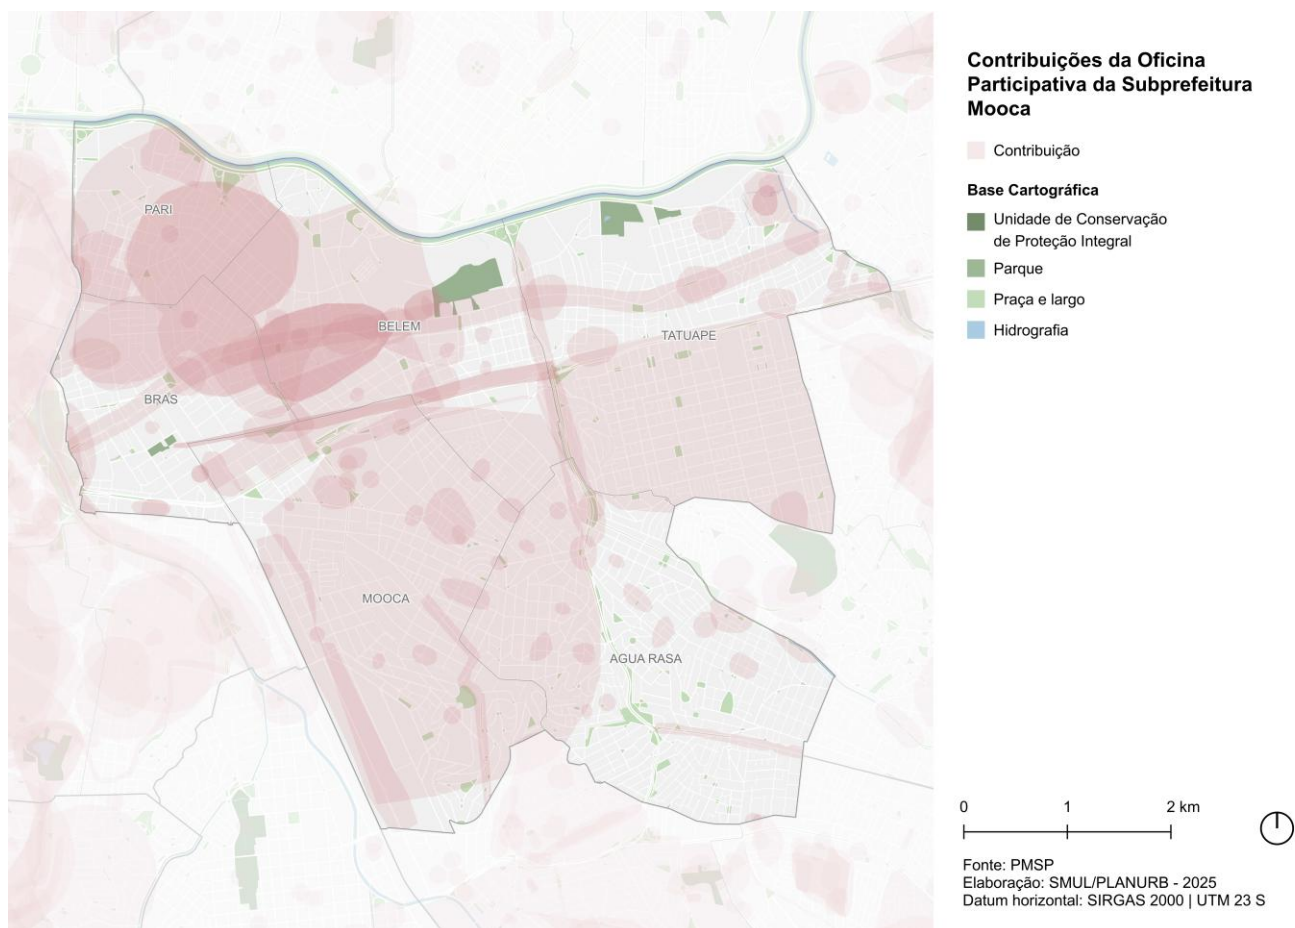 Contribuições da Oficina
Participativa da Subprefeitura
Mooca
Contribuição
Base Cartográfica
Unidade de Conservação
de Proteção Integral
Parque
Praça e largo
Hidrografia
PARI
BELEM
TATUAPE
BRAS
MOOCA
AGUA RASA
0 1 2 km
Fonte: PMSP
Elaboração: SMUL/PLANURB - 2025
Datum horizontal: SIRGAS 2000 | UTM 23 S